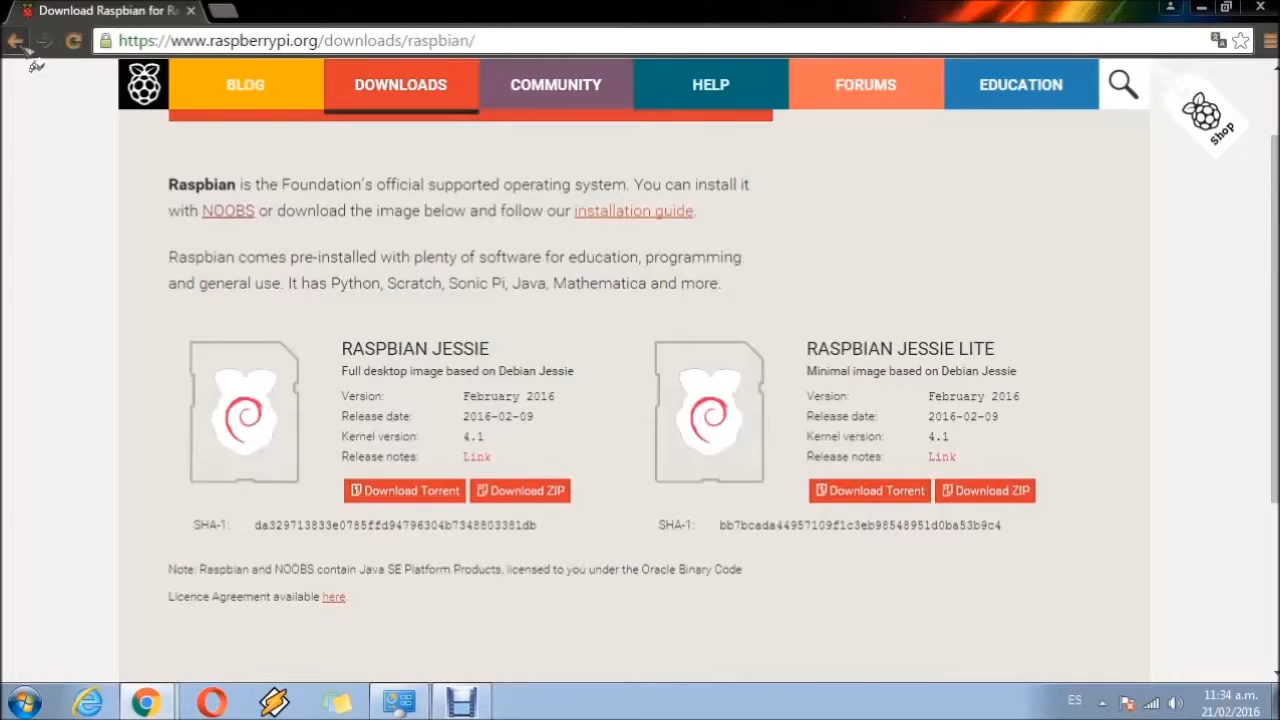 Download Raspbian for R
https://www.raspberrypi.org/downloads/raspbian/
BLOG
DOWNLOADS
COMMUNITY
HELP
FORUMS
EDUCATION
Shop
Raspbian is the Foundation's official supported operating system. You can install it
with NOOBS or download the image below and follow our installation guide.
Raspbian comes pre-installed with plenty of software for education, programming
and general use. It has Python, Scratch, Sonic Pi, Java, Mathematica and more.
RASPBIAN JESSIE
Full desktop image based on Debian Jessie
Version: February 2016
Release date: 2016-02-09
Kernel version: 4.1
Release notes: Link
Download Torrent
Download ZIP
SHA-1: da329713833e0785ffd94796304b7348803381db
RASPBIAN JESSIE LITE
Minimal image based on Debian Jessie
Version: February 2016
Release date: 2016-02-09
Kernel version: 4.1
Release notes: Link
Download Torrent
Download ZIP
SHA-1: bb7bcada44957109f1c3eb98548951d0ba53b9c4
Note: Raspbian and NOOBS contain Java SE Platform Products, licensed to you under the Oracle Binary Code
Licence Agreement available here.
ES
11:34 a.m.
21/02/2016